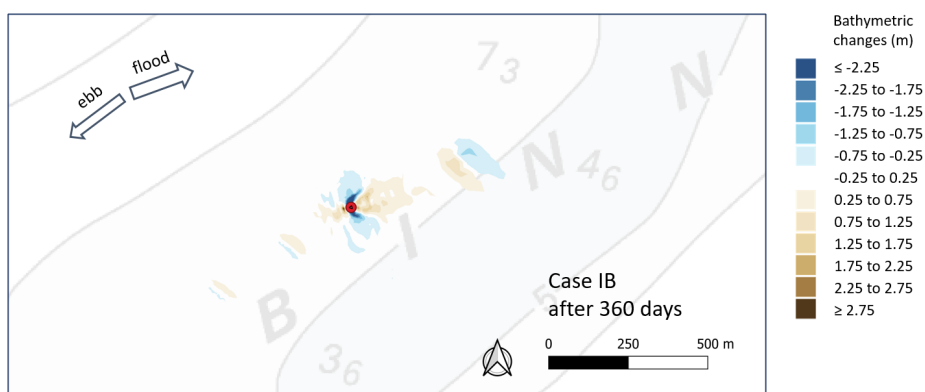 flood
ebb
7₃
B I N N
4₆
3₆
5
Case IB
after 360 days
0 250 500 m
Bathymetric
changes (m)
≤ -2.25
-2.25 to -1.75
-1.75 to -1.25
-1.25 to -0.75
-0.75 to -0.25
-0.25 to 0.25
0.25 to 0.75
0.75 to 1.25
1.25 to 1.75
1.75 to 2.25
2.25 to 2.75
≥ 2.75